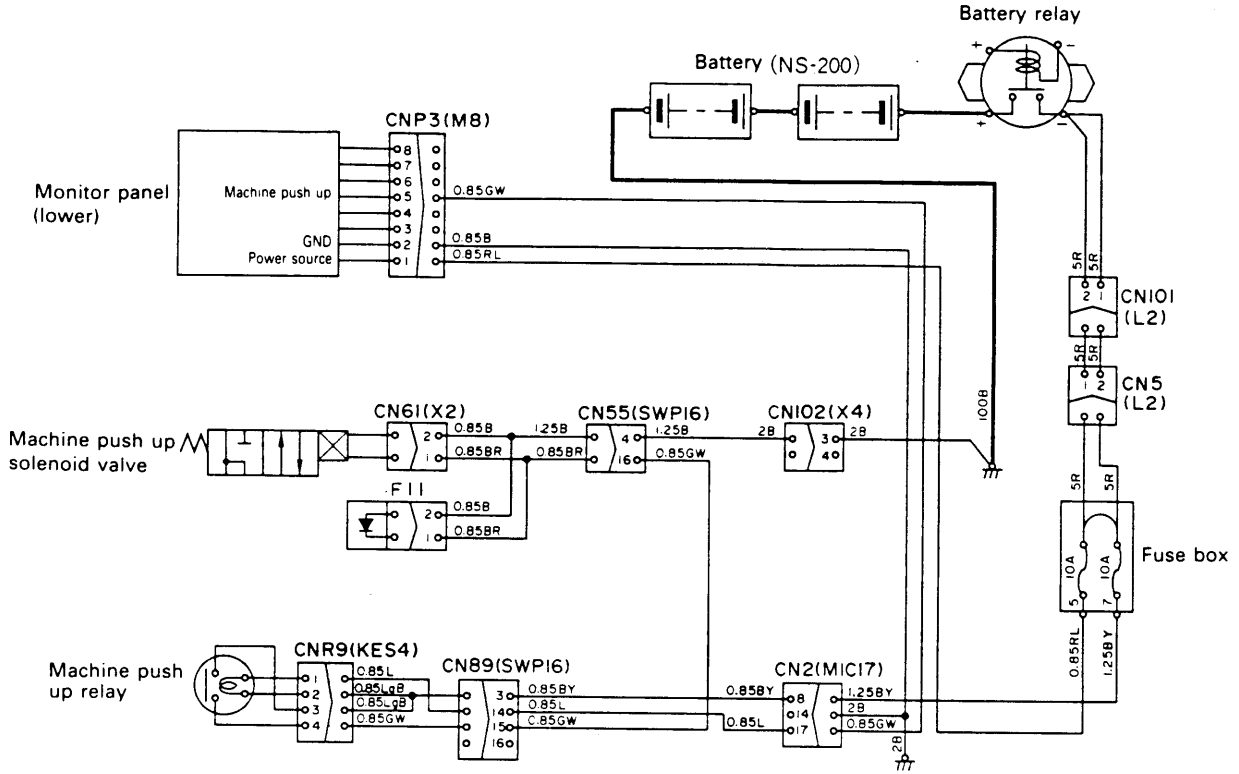 Battery relay
+ −
Battery (NS-200)
+ −
CNP3(M8)
8
7
6
Machine push up 5 0.85GW
4
3
GND 2 0.85B
Power source 1 0.85RL
Monitor panel
(lower)
5R 5R
2 1
CN101
(L2)
5R 5R
1 2
CN5
(L2)
100B
CN61(X2)
CN55(SWP16)
CN102(X4)
Machine push up
solenoid valve
2 0.85B 1.25B 4 1.25B 2B 3 2B
1 0.85BR 0.85BR 16 0.85GW 4
F11
2 0.85B
1 0.85BR
5R 5R
Fuse box
10A 10A
5 7
0.85RL 1.25BY
Machine push
up relay
CNR9(KES4)
CN89(SWP16)
CN2(MIC17)
1 0.85L
2 0.85LgB 3 0.85BY 0.85BY 8 1.25BY
3 0.85LgB 14 0.85L 14 2B
4 0.85GW 15 0.85GW 0.85L 17 0.85GW
16
2B